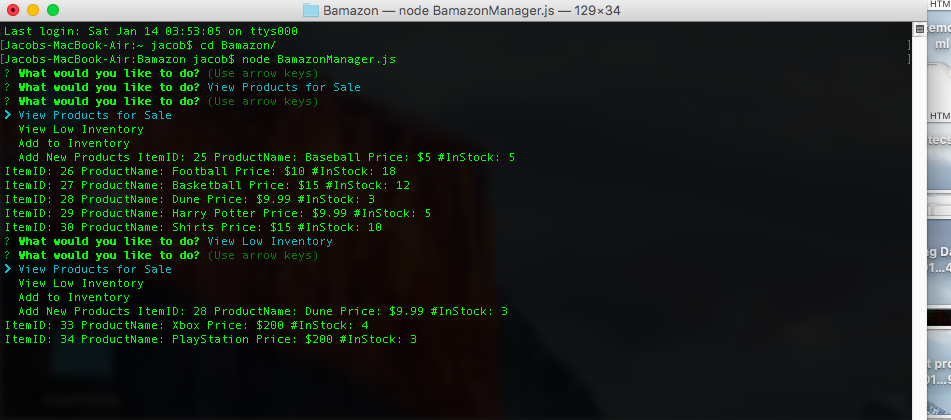 Bamazon — node BamazonManager.js — 129×34
Last login: Sat Jan 14 03:53:05 on ttys000
[Jacobs-MacBook-Air:~ jacob$ cd Bamazon/ ]
[Jacobs-MacBook-Air:Bamazon jacob$ node BamazonManager.js ]
? What would you like to do? (Use arrow keys)
? What would you like to do? View Products for Sale
? What would you like to do? (Use arrow keys)
❯ View Products for Sale
View Low Inventory
Add to Inventory
Add New Products ItemID: 25 ProductName: Baseball Price: $5 #InStock: 5
ItemID: 26 ProductName: Football Price: $10 #InStock: 18
ItemID: 27 ProductName: Basketball Price: $15 #InStock: 12
ItemID: 28 ProductName: Dune Price: $9.99 #InStock: 3
ItemID: 29 ProductName: Harry Potter Price: $9.99 #InStock: 5
ItemID: 30 ProductName: Shirts Price: $15 #InStock: 10
? What would you like to do? View Low Inventory
? What would you like to do? (Use arrow keys)
❯ View Products for Sale
View Low Inventory
Add to Inventory
Add New Products ItemID: 28 ProductName: Dune Price: $9.99 #InStock: 3
ItemID: 33 ProductName: Xbox Price: $200 #InStock: 4
ItemID: 34 ProductName: PlayStation Price: $200 #InStock: 3
HTM
ml
HTM